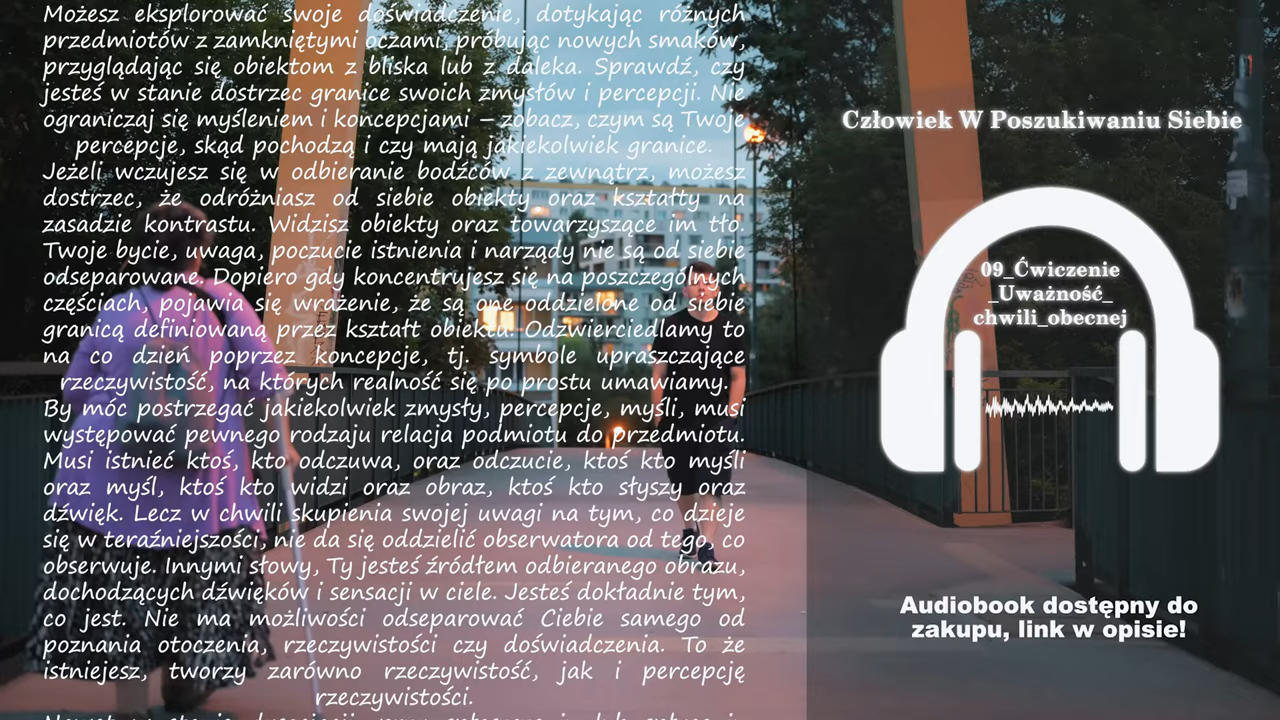 Możesz eksplorować swoje doświadczenie, dotykając różnych
przedmiotów z zamkniętymi oczami, próbując nowych smaków,
przyglądając się obiektom z bliska lub z daleka. Sprawdź, czy
jesteś w stanie dostrzec granice swoich zmysłów i percepcji. Nie
ograniczaj się myśleniem i koncepcjami – zobacz, czym są Twoje
percepcje, skąd pochodzą i czy mają jakiekolwiek granice.
Jeżeli wczujesz się w odbieranie bodźców z zewnątrz, możesz
dostrzec, że odróżniasz od siebie obiekty oraz kształty na
zasadzie kontrastu. Widzisz obiekty oraz towarzyszące im tło.
Twoje bycie, uwaga, poczucie istnienia i narządy nie są od siebie
odseparowane. Dopiero gdy koncentrujesz się na poszczególnych
częściach, pojawia się wrażenie, że są one oddzielone od siebie
granicą definiowaną przez kształt obiektu. Odzwierciedlamy to
na co dzień poprzez koncepcje, tj. symbole upraszczające
rzeczywistość, na których realność się po prostu umawiamy.
By móc postrzegać jakiekolwiek zmysły, percepcje, myśli, musi
występować pewnego rodzaju relacja podmiotu do przedmiotu.
Musi istnieć ktoś, kto odczuwa, oraz odczucie, ktoś kto myśli
oraz myśl, ktoś kto widzi oraz obraz, ktoś kto słyszy oraz
dźwięk. Lecz w chwili skupienia swojej uwagi na tym, co dzieje
się w teraźniejszości, nie da się oddzielić obserwatora od tego, co
obserwuje. Innymi słowy, Ty jesteś źródłem odbieranego obrazu,
dochodzących dźwięków i sensacji w ciele. Jesteś dokładnie tym,
co jest. Nie ma możliwości odseparować Ciebie samego od
poznania otoczenia, rzeczywistości czy doświadczenia. To że
istniejesz, tworzy zarówno rzeczywistość, jak i percepcję
rzeczywistości.
Człowiek W Poszukiwaniu Siebie
09_Ćwiczenie
_Uważność_
chwili_obecnej
Audiobook dostępny do
zakupu, link w opisie!